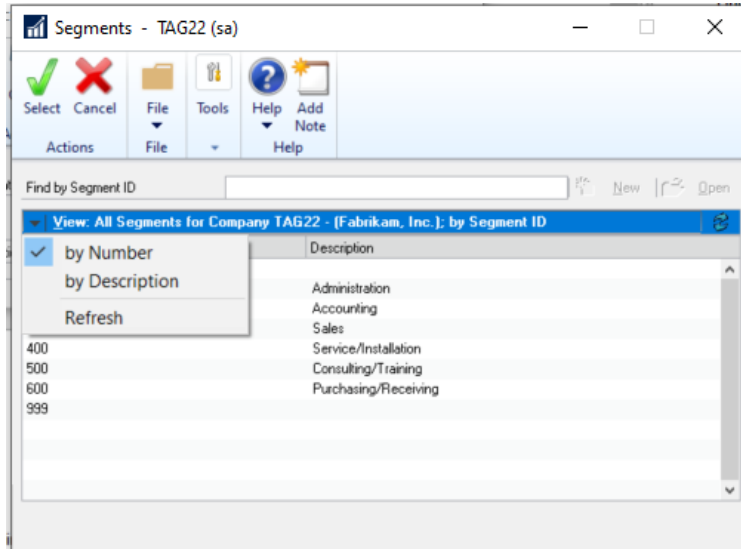 Segments - TAG22 (sa)
Select Cancel File Tools Help Add Note
Actions File Help
Find by Segment ID New Open
View: All Segments for Company TAG22 - (Fabrikam, Inc.); by Segment ID
by Number
by Description
Refresh
Description
Administration
Accounting
Sales
400 Service/Installation
500 Consulting/Training
600 Purchasing/Receiving
999